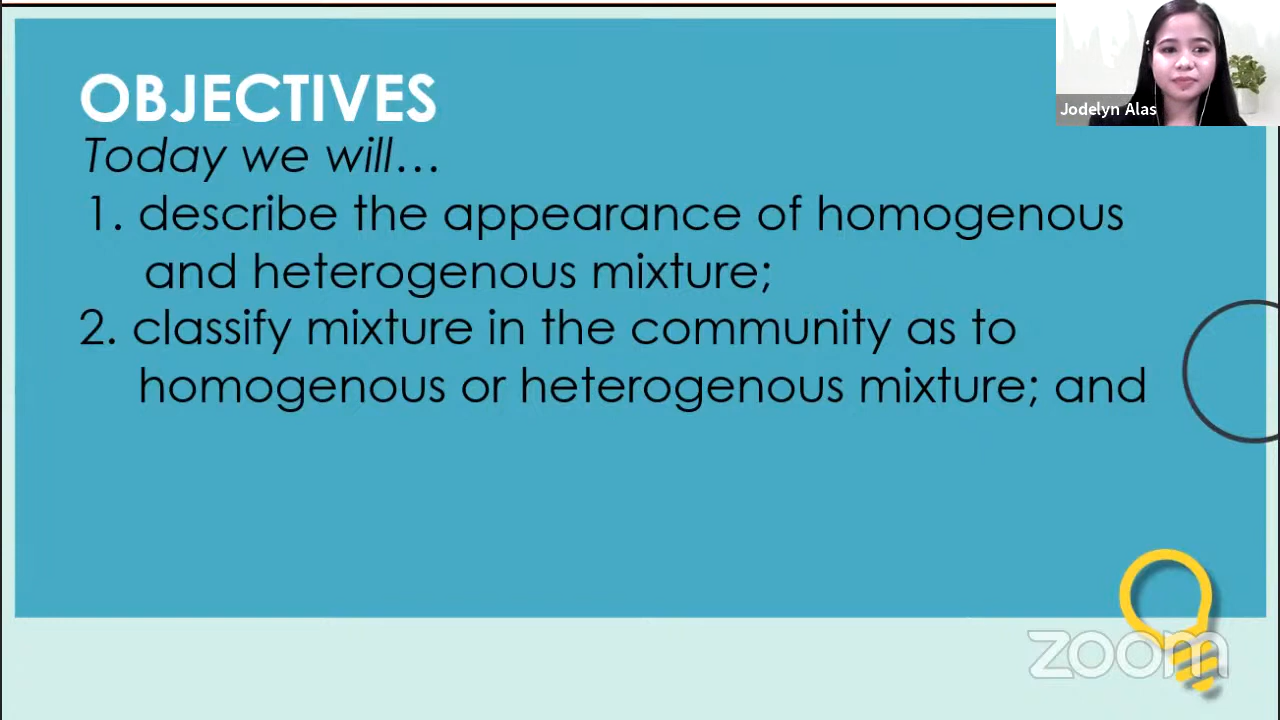 OBJECTIVES
Today we will...
1. describe the appearance of homogenous
and heterogenous mixture;
2. classify mixture in the community as to
homogenous or heterogenous mixture; and
Jodelyn Alas
zoom